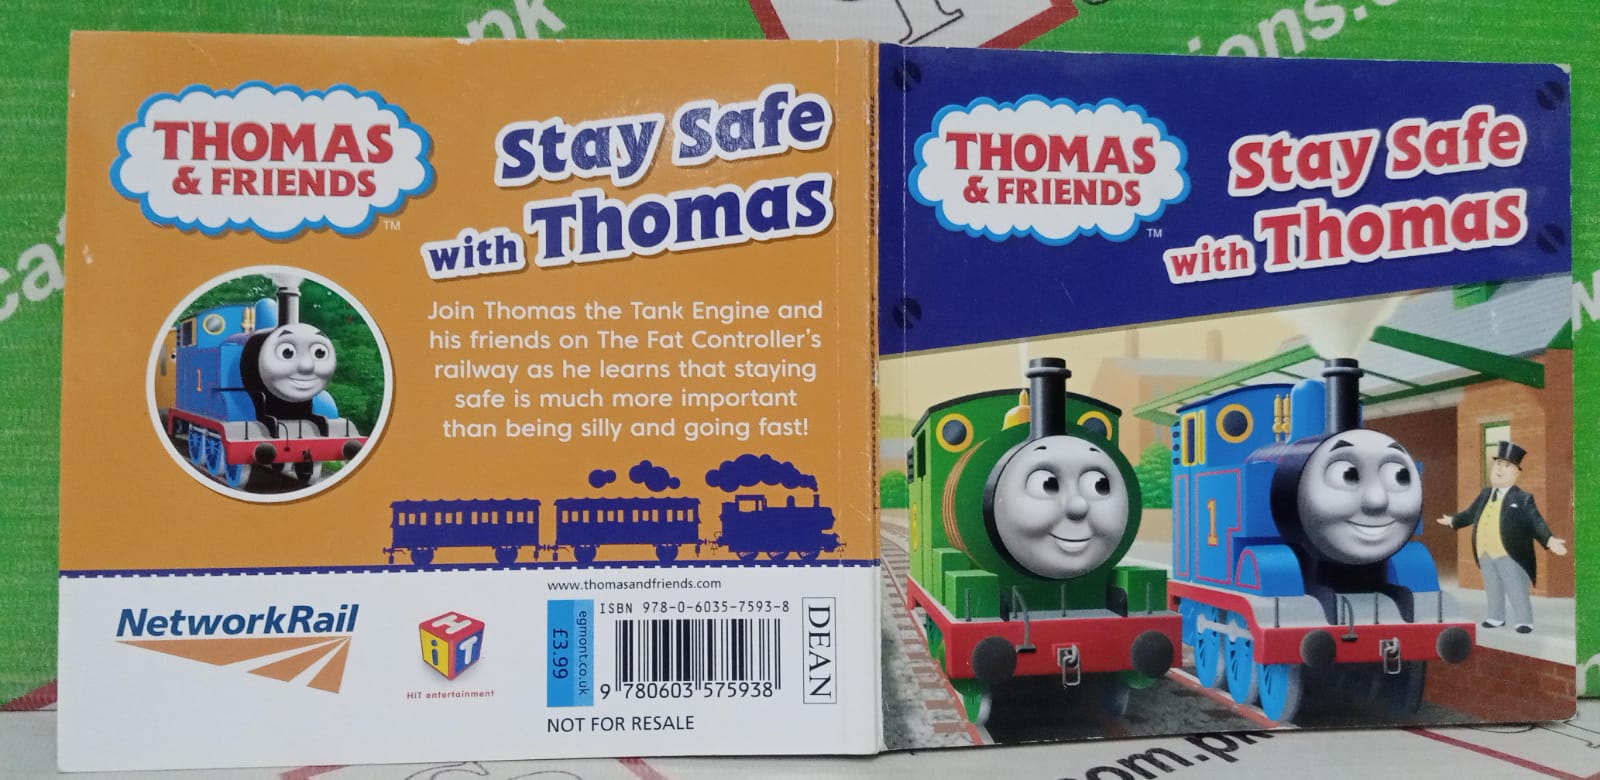 THOMAS
& FRIENDS
TM
Stay Safe
with Thomas
Join Thomas the Tank Engine and
his friends on The Fat Controller's
railway as he learns that staying
safe is much more important
than being silly and going fast!
NetworkRail
HiT
HiT entertainment
www.thomasandfriends.com
egmont.co.uk
£3.99
ISBN 978-0-6035-7593-8
9 780603 575938
NOT FOR RESALE
DEAN
THOMAS
& FRIENDS
TM
Stay Safe
with Thomas
1
1